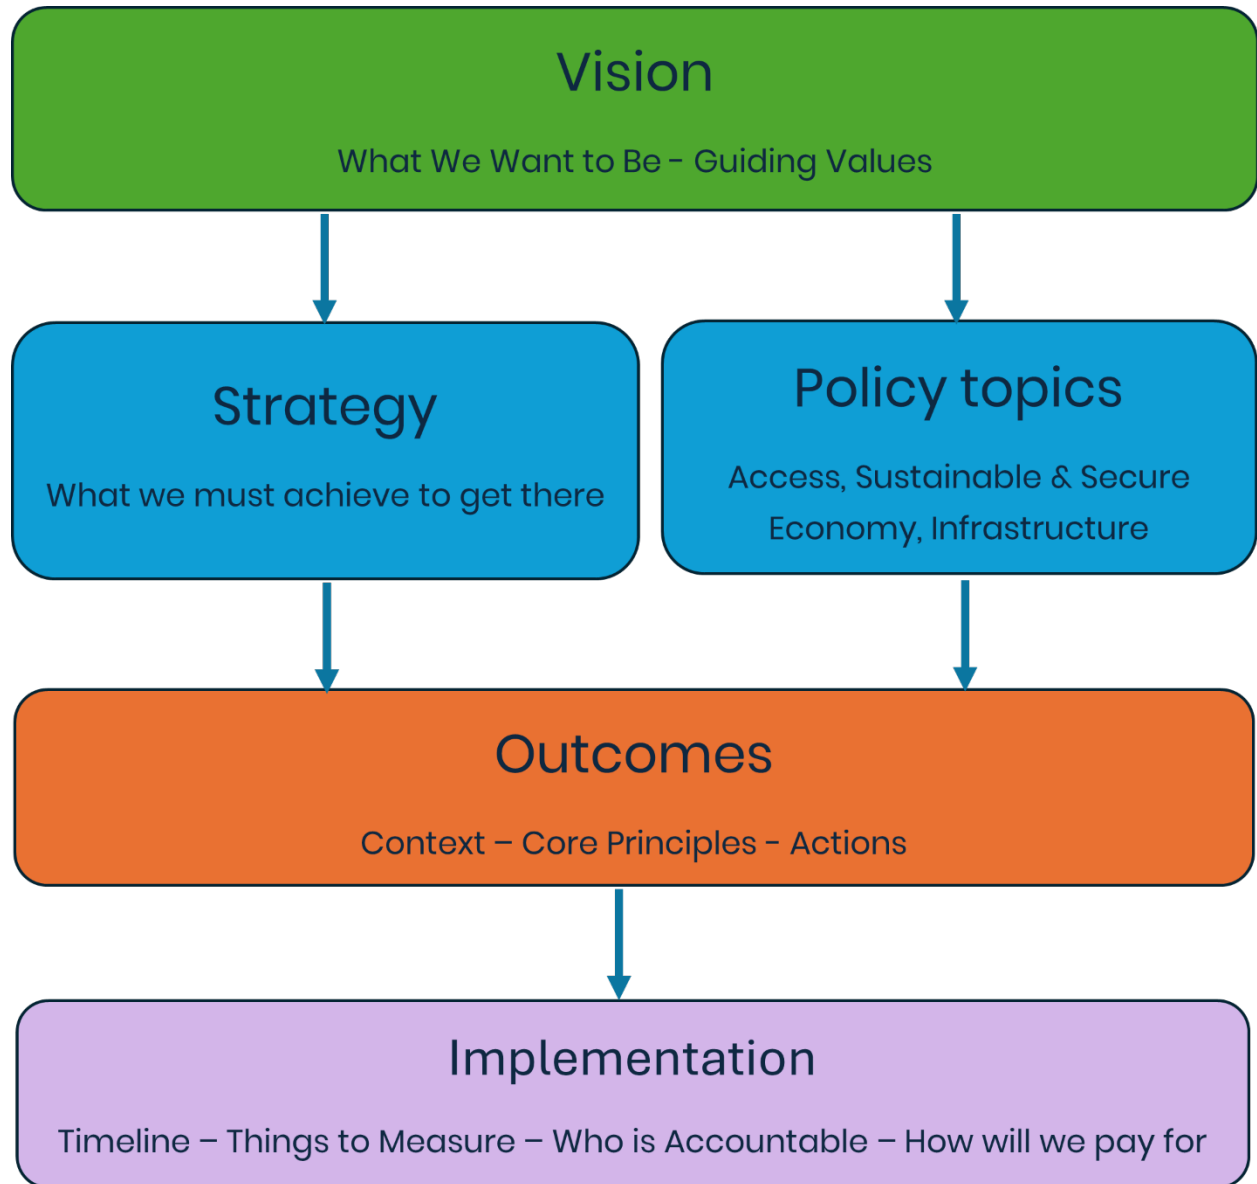 Vision
What We Want to Be - Guiding Values
Strategy
What we must achieve to get there
Policy topics
Access, Sustainable & Secure
Economy, Infrastructure
Outcomes
Context – Core Principles - Actions
Implementation
Timeline – Things to Measure – Who is Accountable – How will we pay for